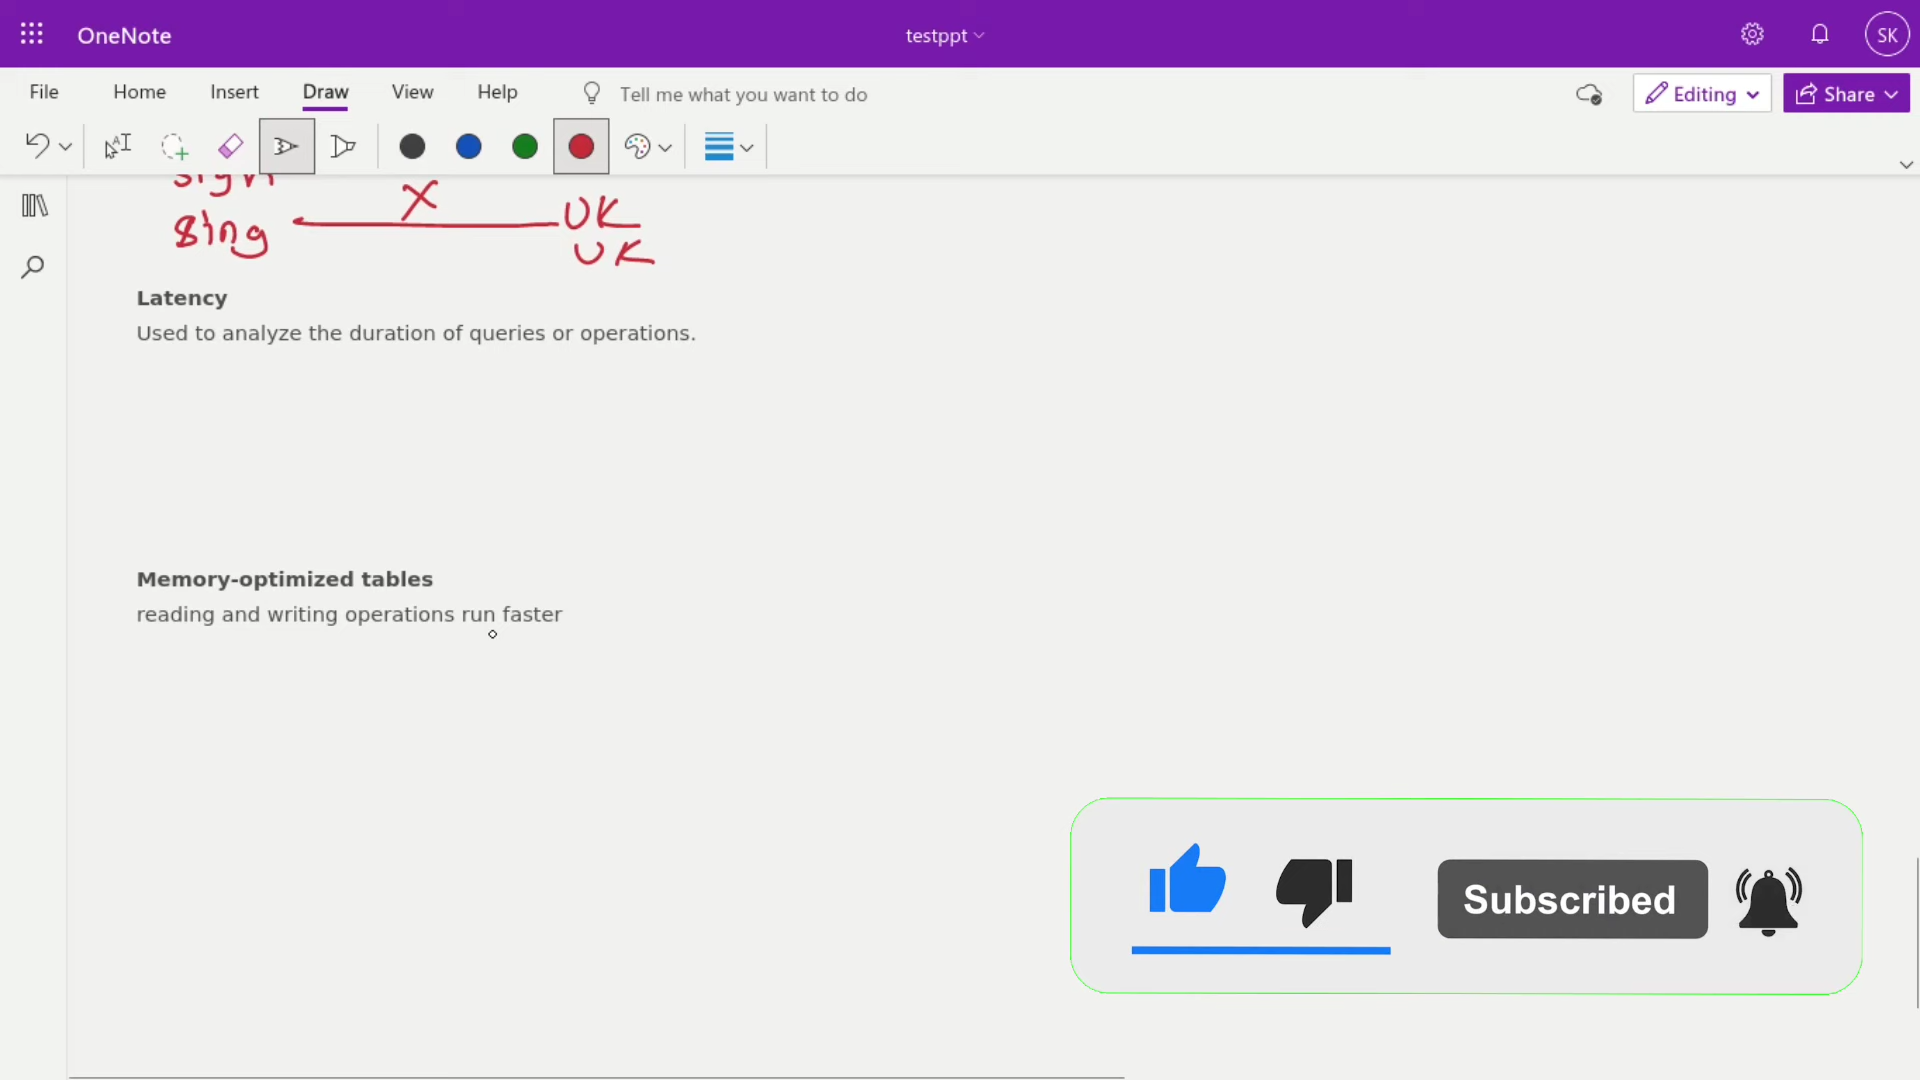 OneNote
testppt
SK
File Home Insert Draw View Help Tell me what you want to do Editing Share
X
sing UK
UK
Latency
Used to analyze the duration of queries or operations.
Memory-optimized tables
reading and writing operations run faster
Subscribed